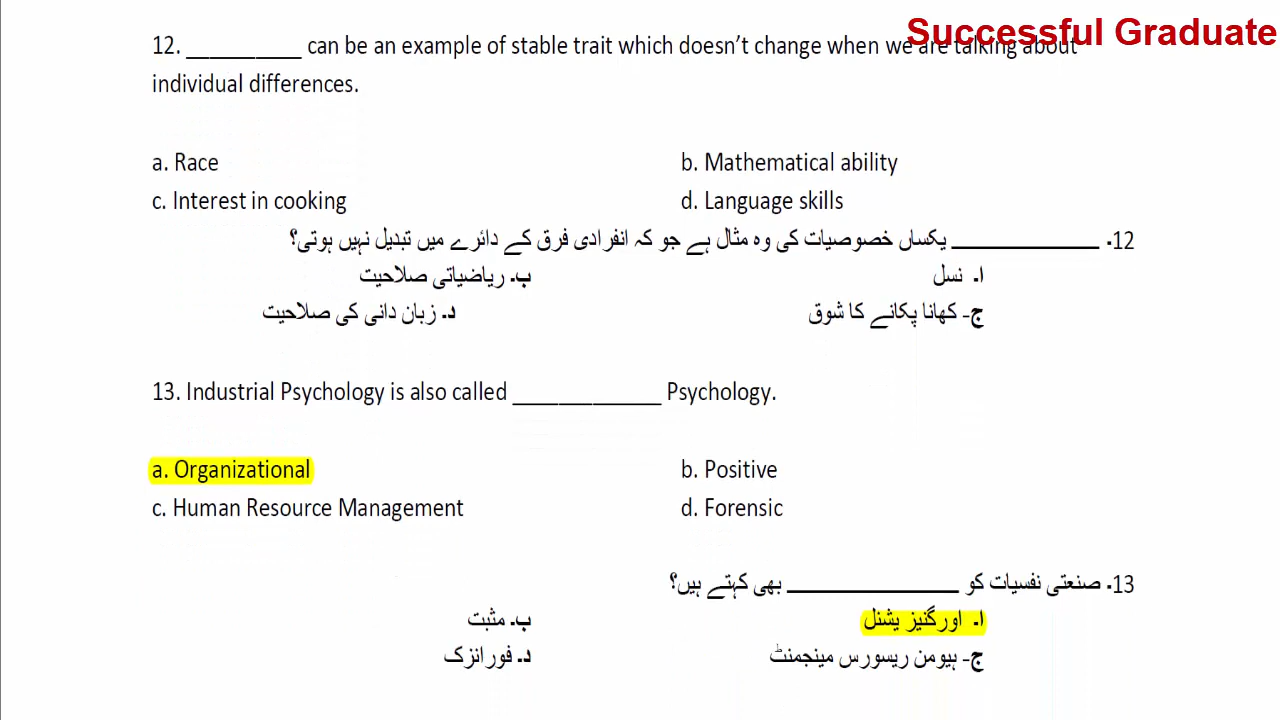 Successful Graduate
12. __________ can be an example of stable trait which doesn’t change when we are talking about
individual differences.
a. Race b. Mathematical ability
c. Interest in cooking d. Language skills
12. ____________ یکساں خصوصیات کی وہ مثال ہے جو کہ انفرادی فرق کے دائرے میں تبدیل نہیں ہوتی؟
ا۔ نسل ب۔ ریاضیاتی صلاحیت
ج- کھانا پکانے کا شوق د۔ زبان دانی کی صلاحیت
13. Industrial Psychology is also called _____________ Psychology.
a. Organizational b. Positive
c. Human Resource Management d. Forensic
13. صنعتی نفسیات کو ______________ بھی کہتے ہیں؟
ا۔ اورگنیز یشنل ب۔ مثبت
ج- ہیومن ریسورس مینجمنٹ د۔ فورانزک